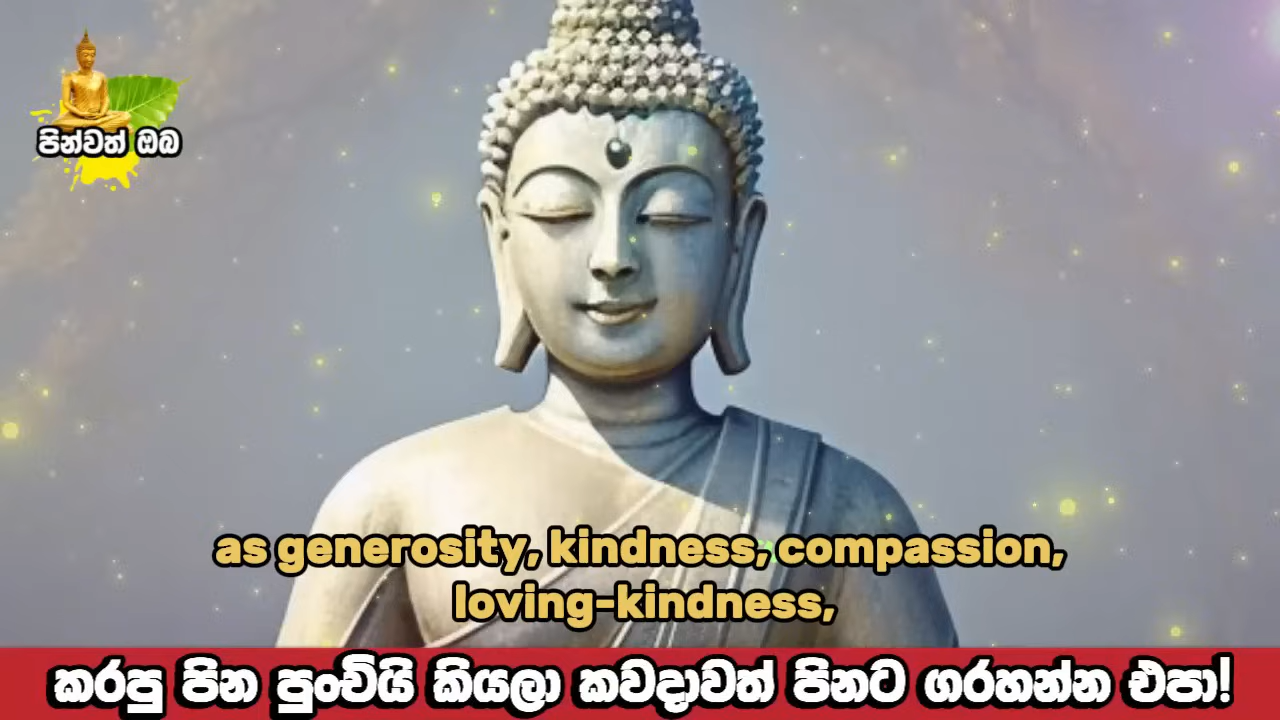 පින්වත් ඔබ
as generosity, kindness, compassion,
loving-kindness,
කරපු පින පුංචියි කියලා කවදාවත් පිනට ගරහන්න එපා!